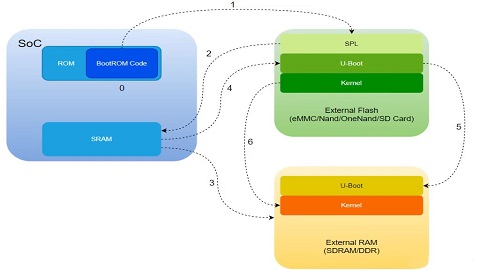 1
SoC
ROM
BootROM Code
0
2
SPL
U-Boot
4
Kernel
External Flash
(eMMC/Nand/OneNand/SD Card)
SRAM
6
5
3
U-Boot
Kernel
External RAM
(SDRAM/DDR)